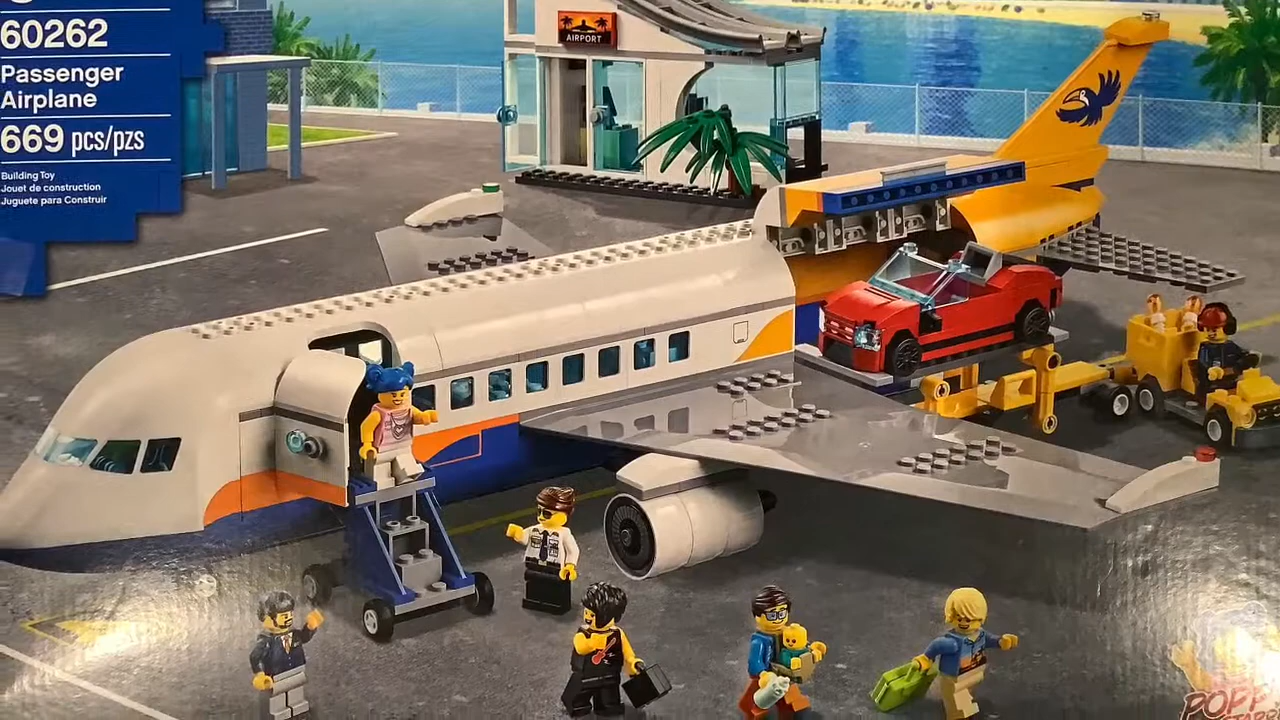 60262
Passenger
Airplane
669 pcs/pzs
Building Toy
Jouet de construction
Juguete para Construir
AIRPORT